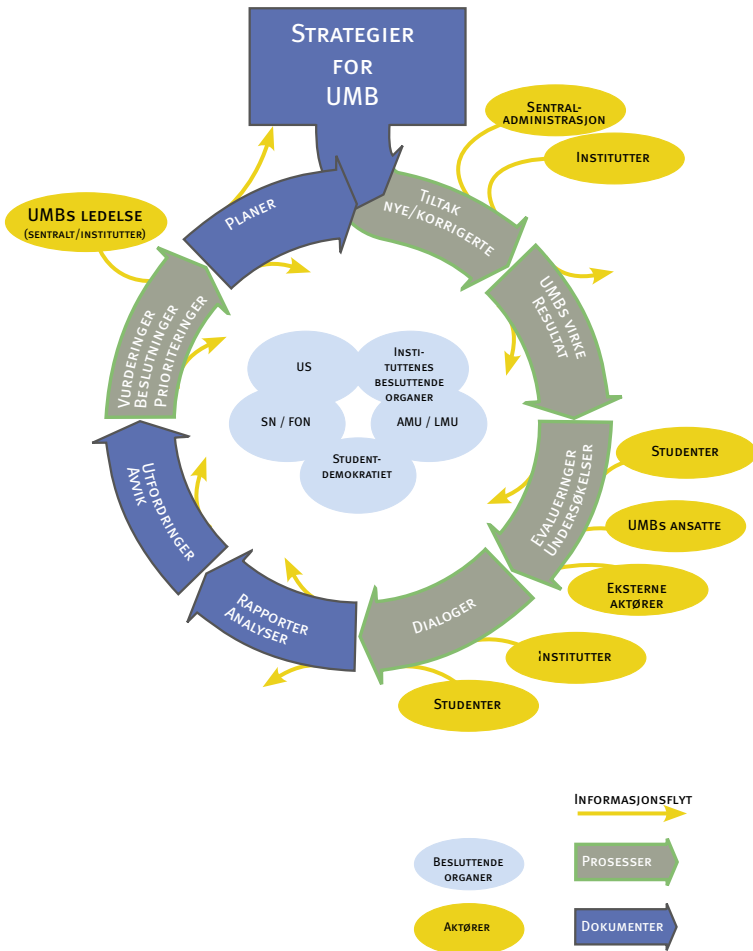 Strategier
for
UMB
Sentral-
administrasjon
Institutter
UMBs ledelse
(sentralt/institutter)
Planer
Tiltak
nye/korrigerte
UMBs virke
Resultat
Vurderinger
Beslutninger
Prioriteringer
US
Insti-
tuttenes
besluttende
organer
SN / FON
AMU / LMU
Student-
demokratiet
Studenter
Evalueringer
Undersøkelser
UMBs ansatte
Eksterne
aktører
Utfordringer
Avvik
Rapporter
Analyser
Dialoger
Institutter
Studenter
Informasjonsflyt
Besluttende
organer
Prosesser
Aktører
Dokumenter